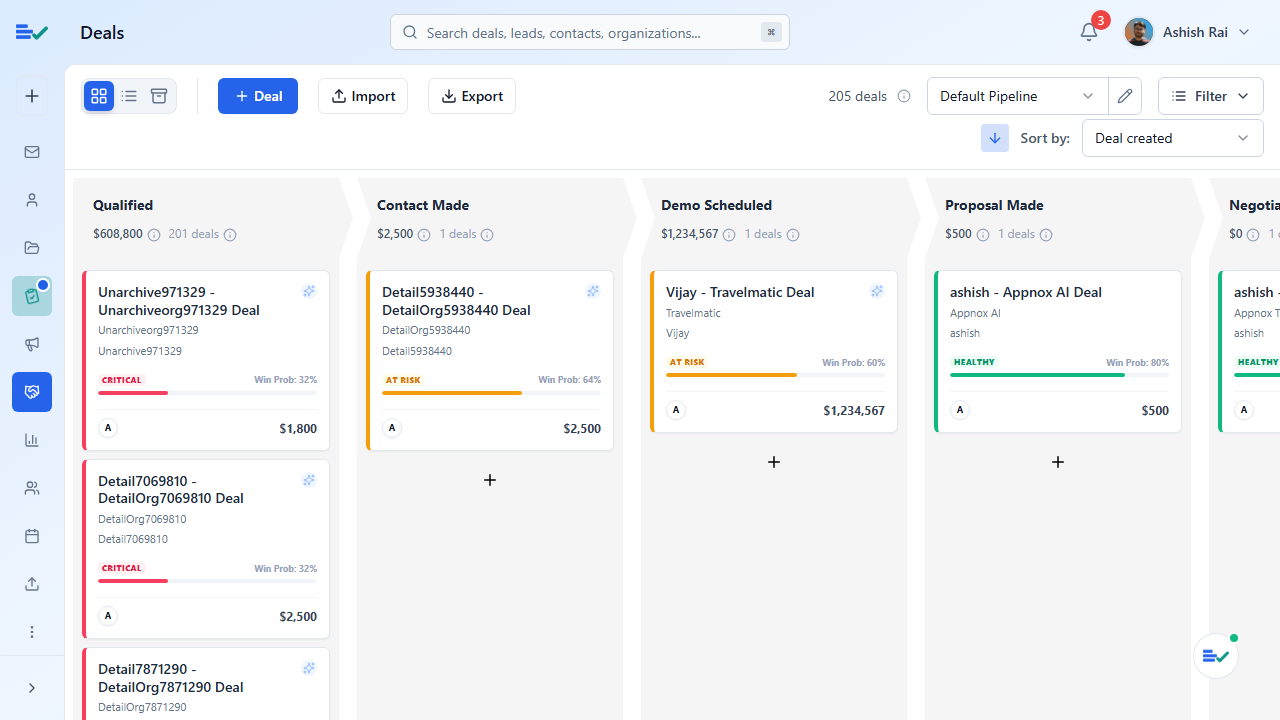 Deals
Search deals, leads, contacts, organizations...
⌘
3
Ashish Rai
Deal
Import
Export
205 deals
Default Pipeline
Filter
Sort by:
Deal created
Qualified
$608,800
201 deals
Unarchive971329 -
Unarchiveorg971329 Deal
Unarchiveorg971329
Unarchive971329
CRITICAL
Win Prob: 32%
A
$1,800
Detail7069810 -
DetailOrg7069810 Deal
DetailOrg7069810
Detail7069810
CRITICAL
Win Prob: 32%
A
$2,500
Detail7871290 -
DetailOrg7871290 Deal
DetailOrg7871290
Contact Made
$2,500
1 deals
Detail5938440 -
DetailOrg5938440 Deal
DetailOrg5938440
Detail5938440
AT RISK
Win Prob: 64%
A
$2,500
Demo Scheduled
$1,234,567
1 deals
Vijay - Travelmatic Deal
Travelmatic
Vijay
AT RISK
Win Prob: 60%
A
$1,234,567
Proposal Made
$500
1 deals
ashish - Appnox AI Deal
Appnox AI
ashish
HEALTHY
Win Prob: 80%
A
$500
Negotia
$0
1 d
ashish -
Appnox T
ashish
HEALTHY
A